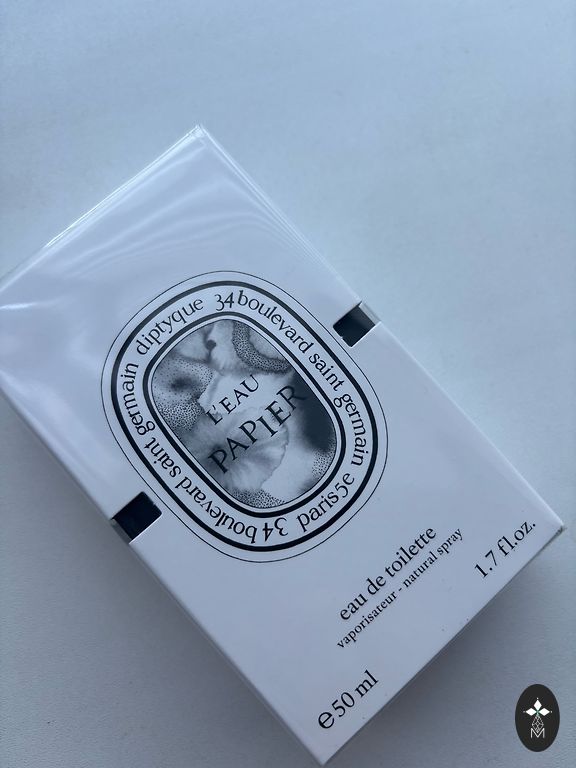 diptyque 34 boulevard saint germain paris5e 34 boulevard saint germain
L'EAU
PAPIER
eau de toilette
vaporisateur - natural spray
1.7 fl.oz.
℮50 ml
M